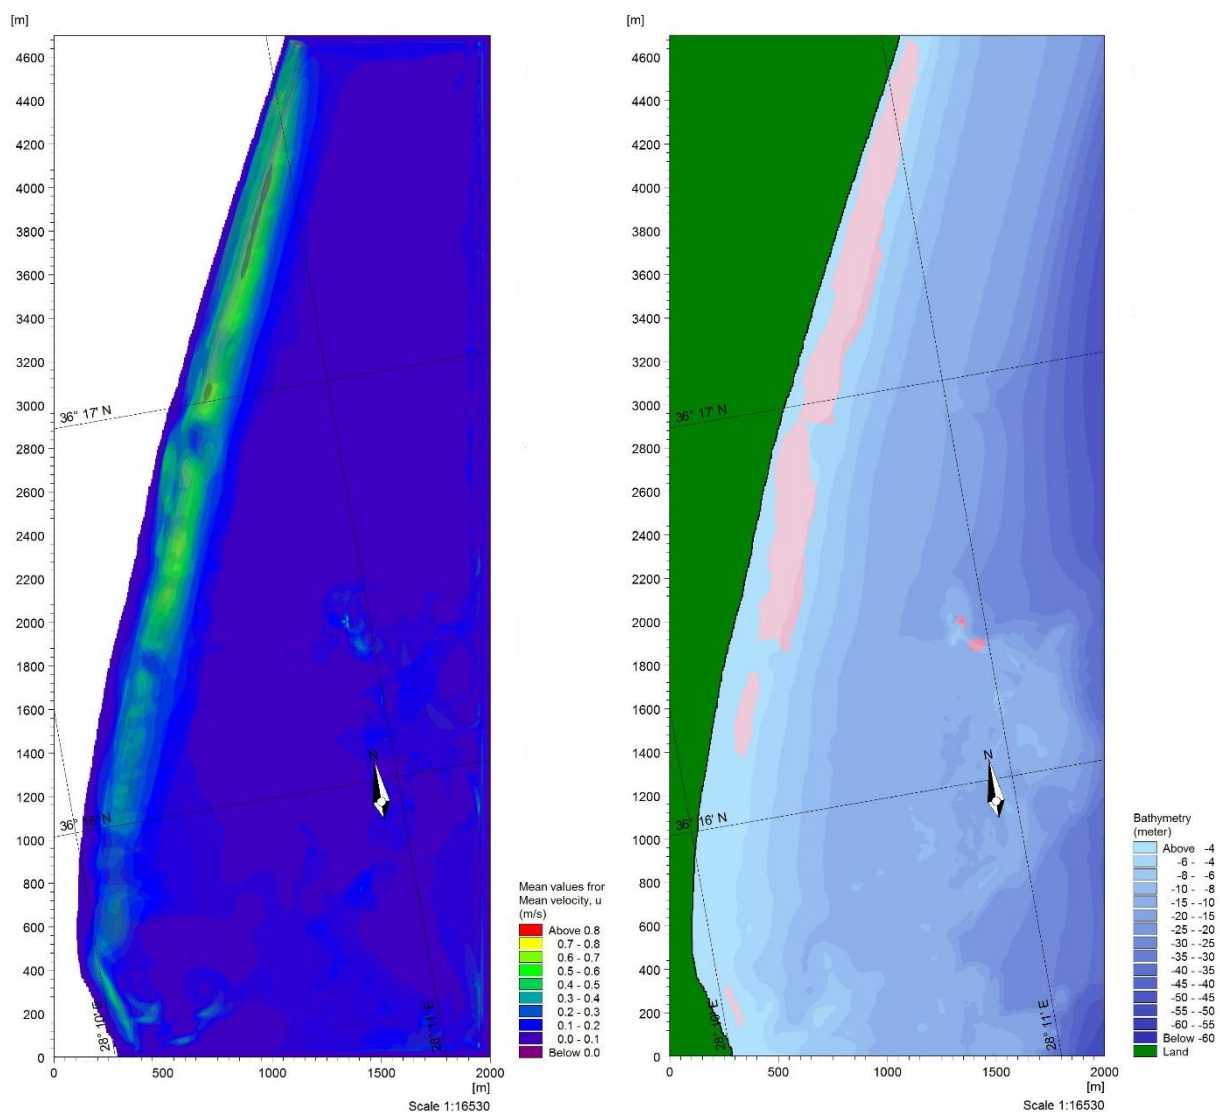 [m]
4600
4400
4200
4000
3800
3600
3400
3200
3000
2800
2600
2400
2200
2000
1800
1600
1400
1200
1000
800
600
400
200
0
36° 17' N
36° 16' N
28° 10' E
28° 11' E
N
0 500 1000 1500 2000
[m]
Scale 1:16530
Mean values fror
Mean velocity, u
(m/s)
Above 0.8
0.7 - 0.8
0.6 - 0.7
0.5 - 0.6
0.4 - 0.5
0.3 - 0.4
0.2 - 0.3
0.1 - 0.2
0.0 - 0.1
Below 0.0
[m]
4600
4400
4200
4000
3800
3600
3400
3200
3000
2800
2600
2400
2200
2000
1800
1600
1400
1200
1000
800
600
400
200
0
36° 17' N
36° 16' N
28° 10' E
28° 11' E
N
0 500 1000 1500 2000
[m]
Scale 1:16530
Bathymetry
(meter)
Above -4
-6 - -4
-8 - -6
-10 - -8
-15 - -10
-20 - -15
-25 - -20
-30 - -25
-35 - -30
-40 - -35
-45 - -40
-50 - -45
-55 - -50
-60 - -55
Below -60
Land